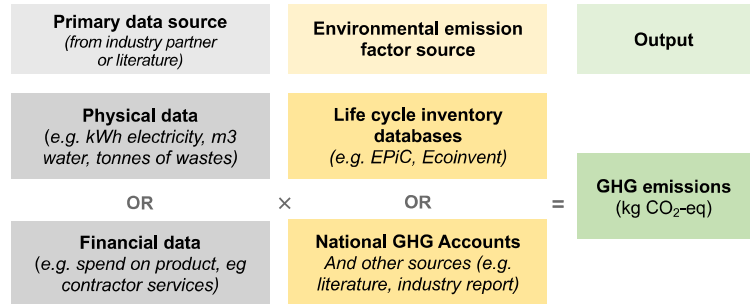 Primary data source
(from industry partner
or literature)
Environmental emission
factor source
Output
Physical data
(e.g. kWh electricity, m3
water, tonnes of wastes)
Life cycle inventory
databases
(e.g. EPiC, Ecoinvent)
OR
×
OR
=
GHG emissions
(kg CO₂-eq)
Financial data
(e.g. spend on product, eg
contractor services)
National GHG Accounts
And other sources (e.g.
literature, industry report)